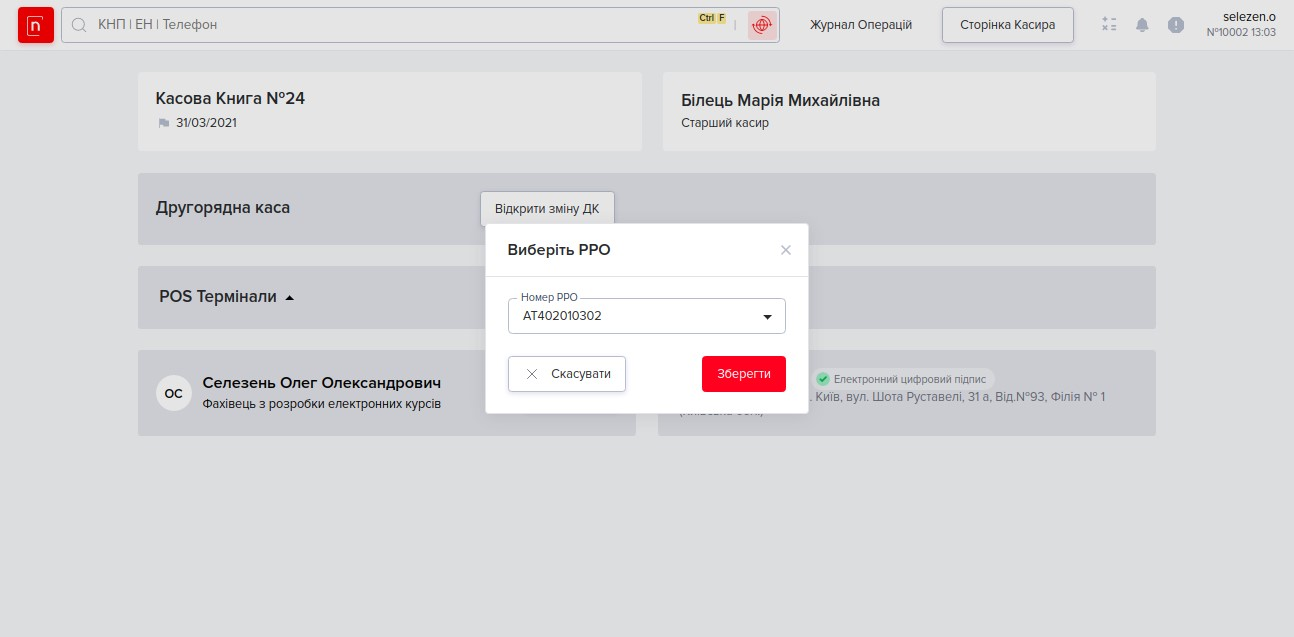 n
КНП | ЕН | Телефон
Ctrl F
Журнал Операцій
Сторінка Касира
selezen.o
№10002 13:03
Касова Книга №24
31/03/2021
Білець Марія Михайлівна
Старший касир
Другорядна каса
Відкрити зміну ДК
Виберіть РРО
POS Термінали
Номер РРО
АТ402010302
Скасувати
Зберегти
ОС
Селезень Олег Олександрович
Фахівець з розробки електронних курсів
Електронний цифровий підпис
. Київ, вул. Шота Руставелі, 31 а, Від.№93, Філія № 1